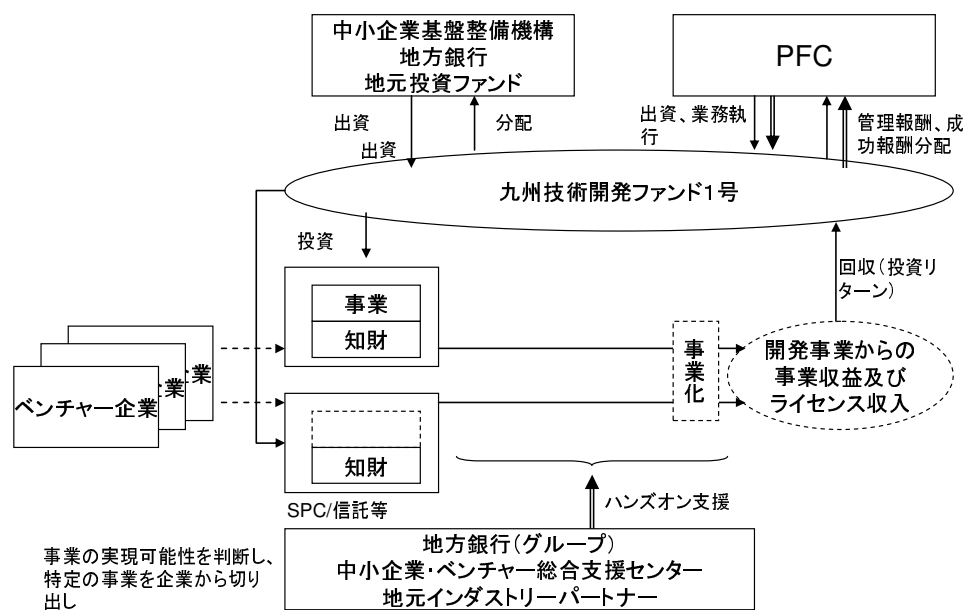 中小企業基盤整備機構
地方銀行
地元投資ファンド
PFC
出資
出資
分配
出資、業務執
行
管理報酬、成
功報酬分配
九州技術開発ファンド1号
投資
回収（投資リ
ターン）
事業
知財
業
業
ベンチャー企業
知財
SPC/信託等
事業化
開発事業からの
事業収益及び
ライセンス収入
ハンズオン支援
事業の実現可能性を判断し、
特定の事業を企業から切り
出し
地方銀行（グループ）
中小企業・ベンチャー総合支援センター
地元インダストリーパートナー